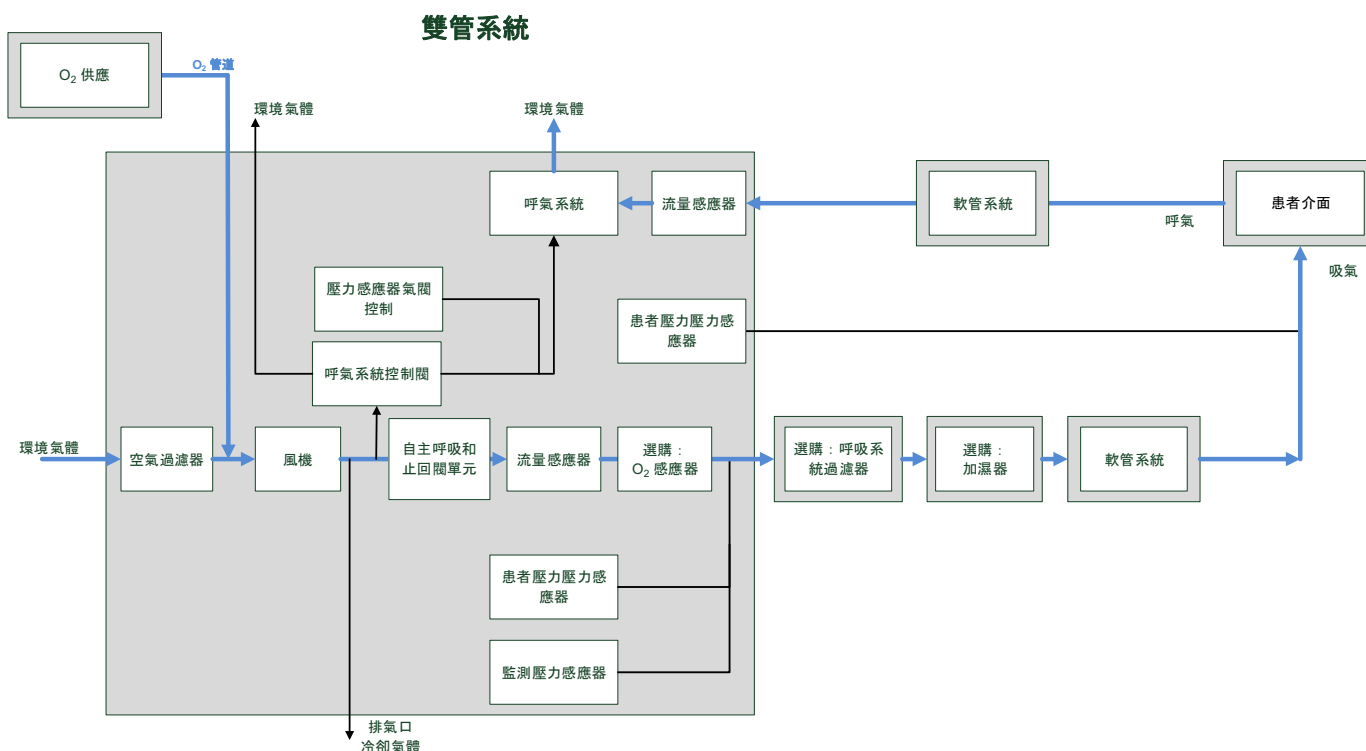 雙管系統
O₂ 供應
O₂ 管道
環境氣體
環境氣體
呼氣系統
流量感應器
軟管系統
患者介面
呼氣
吸氣
壓力感應器氣閥
控制
患者壓力壓力感
應器
呼氣系統控制閥
環境氣體
空氣過濾器
風機
自主呼吸和
止回閥單元
流量感應器
選購：
O₂ 感應器
選購：呼吸系
統過濾器
選購：
加濕器
軟管系統
患者壓力壓力感
應器
監測壓力感應器
排氣口
冷卻氣體